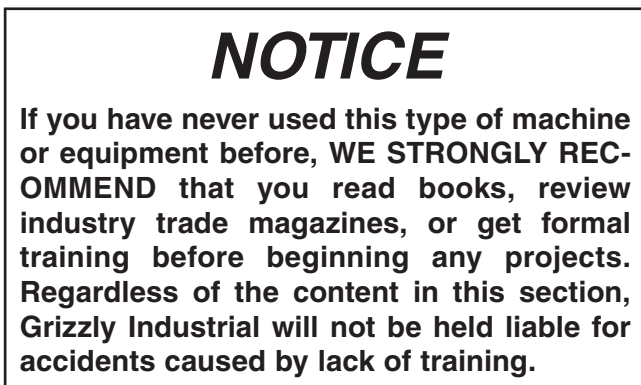 NOTICE
If you have never used this type of machine
or equipment before, WE STRONGLY REC-
OMMEND that you read books, review
industry trade magazines, or get formal
training before beginning any projects.
Regardless of the content in this section,
Grizzly Industrial will not be held liable for
accidents caused by lack of training.